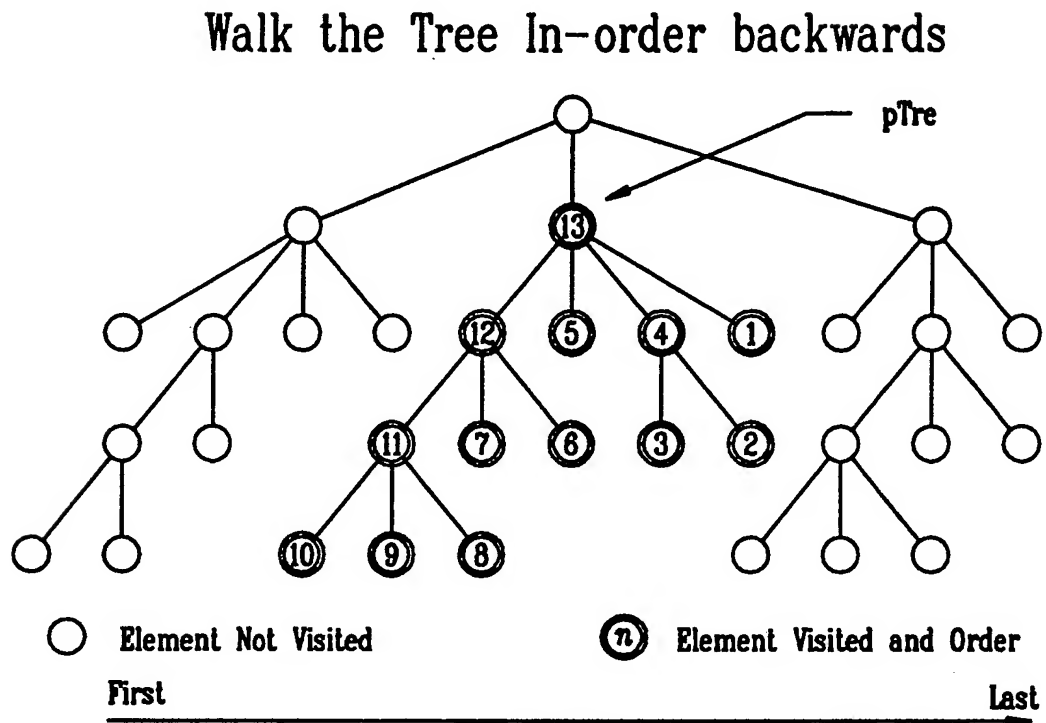 Walk the Tree In-order backwards
pTre
13
12 5 4 1
11 7 6 3 2
10 9 8
Element Not Visited
n Element Visited and Order
First Last